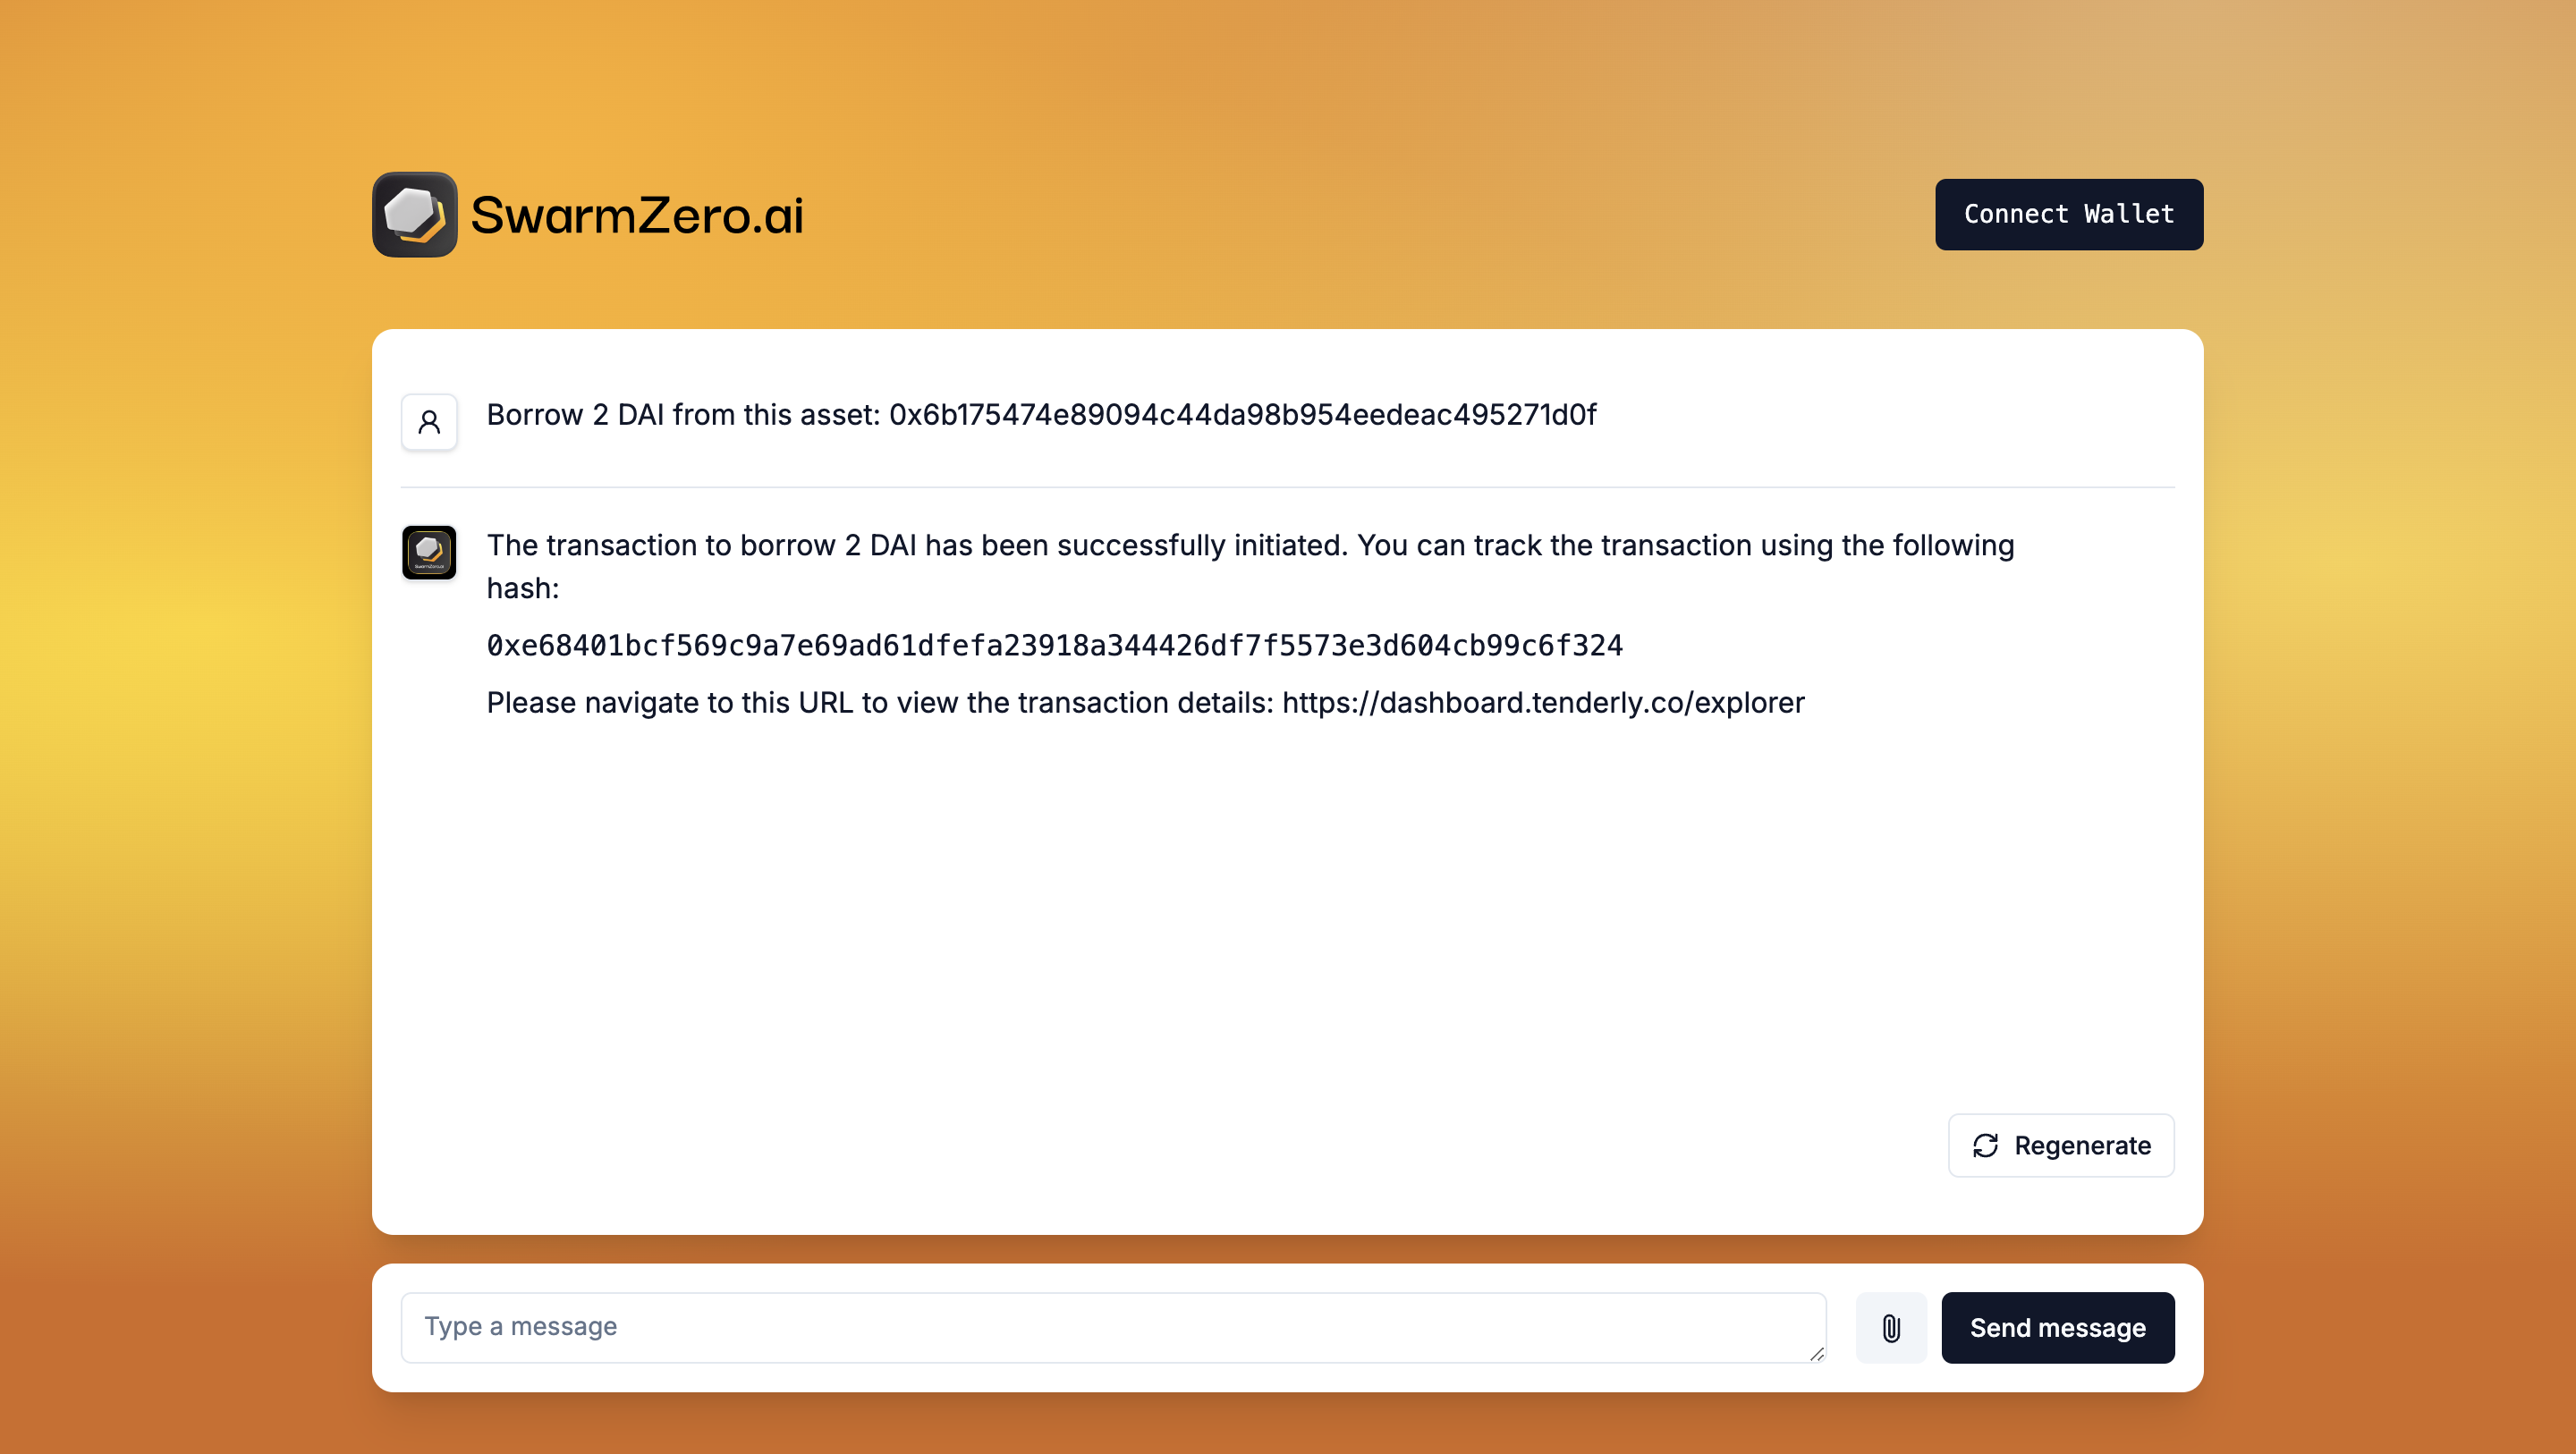 SwarmZero.ai
Connect Wallet
Borrow 2 DAI from this asset: 0x6b175474e89094c44da98b954eedeac495271d0f
The transaction to borrow 2 DAI has been successfully initiated. You can track the transaction using the following
hash:
0xe68401bcf569c9a7e69ad61dfefa23918a344426df7f5573e3d604cb99c6f324
Please navigate to this URL to view the transaction details: https://dashboard.tenderly.co/explorer
Regenerate
Type a message
Send message